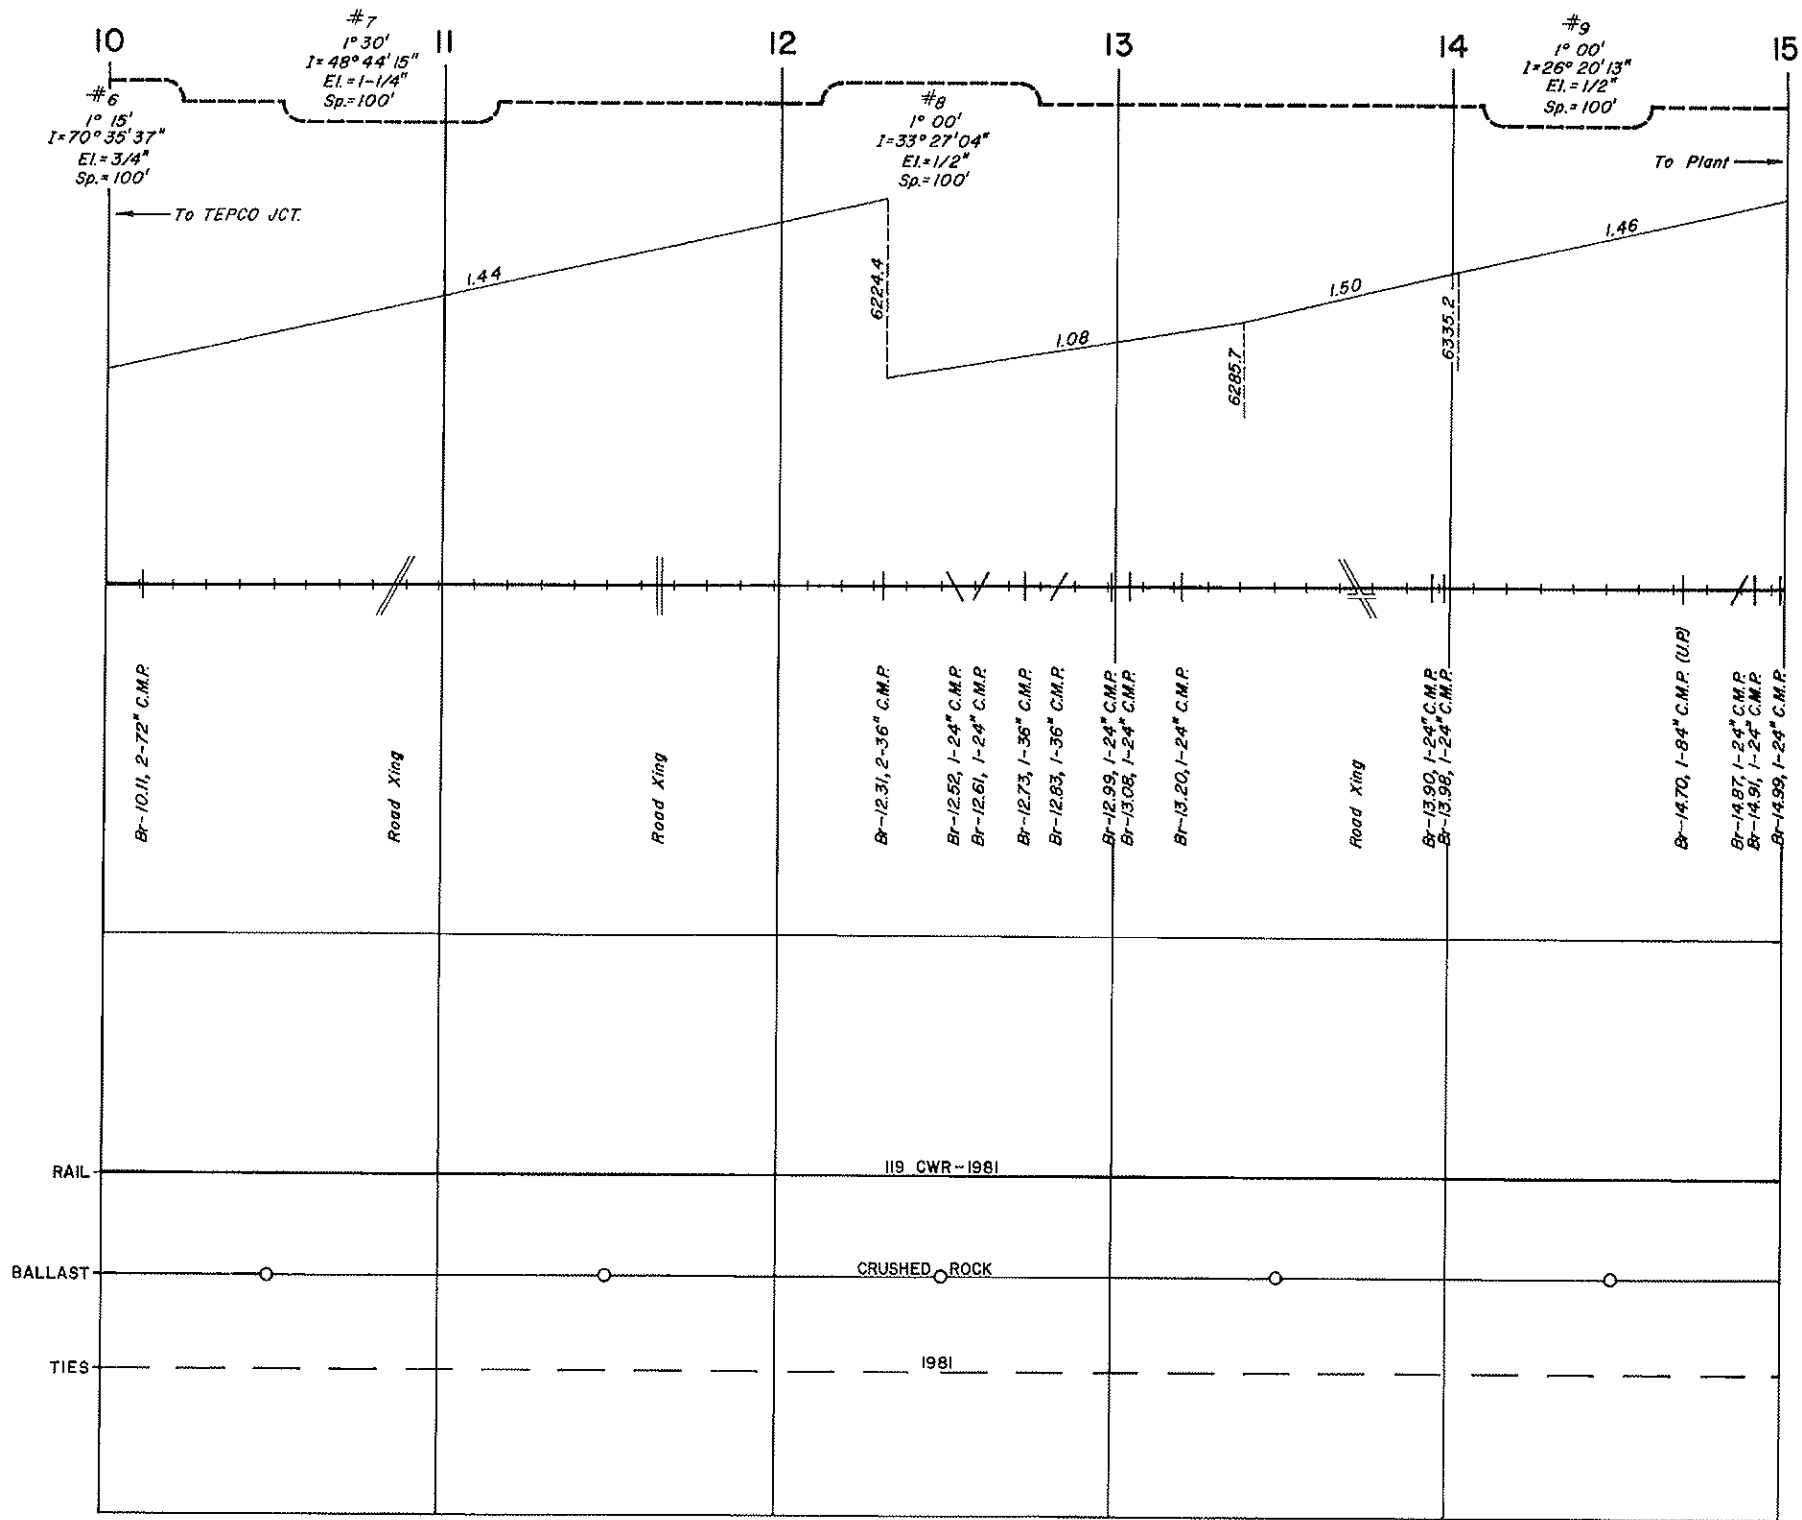 10
11
12
13
14
15
#6
1° 15'
I=70° 35' 37"
El.= 3/4"
Sp.= 100'
#7
1° 30'
I=48° 44' 15"
El.=1-1/4"
Sp.=100'
#8
1° 00'
I=33° 27' 04"
El.=1/2"
Sp.=100'
#9
1° 00'
I=26° 20' 13"
El.= 1/2"
Sp.=100'
To TEPCO JCT.
To Plant
1.44
6224.4
1.08
6285.7
1.50
6335.2
1.46
Br-10.11, 2-72" C.M.P.
Road Xing
Road Xing
Br-12.31, 2-36" C.M.P.
Br-12.52, 1-24" C.M.P.
Br-12.61, 1-24" C.M.P.
Br-12.73, 1-36" C.M.P.
Br-12.83, 1-36" C.M.P.
Br-12.99, 1-24" C.M.P.
Br-13.08, 1-24" C.M.P.
Br-13.20, 1-24" C.M.P.
Road Xing
Br-13.90, 1-24" C.M.P.
Br-13.98, 1-24" C.M.P.
Br-14.70, 1-84" C.M.P. (U.P.)
Br-14.87, 1-24" C.M.P.
Br-14.91, 1-24" C.M.P.
Br-14.99, 1-24" C.M.P.
RAIL
119 CWR-1981
BALLAST
CRUSHED ROCK
TIES
1981